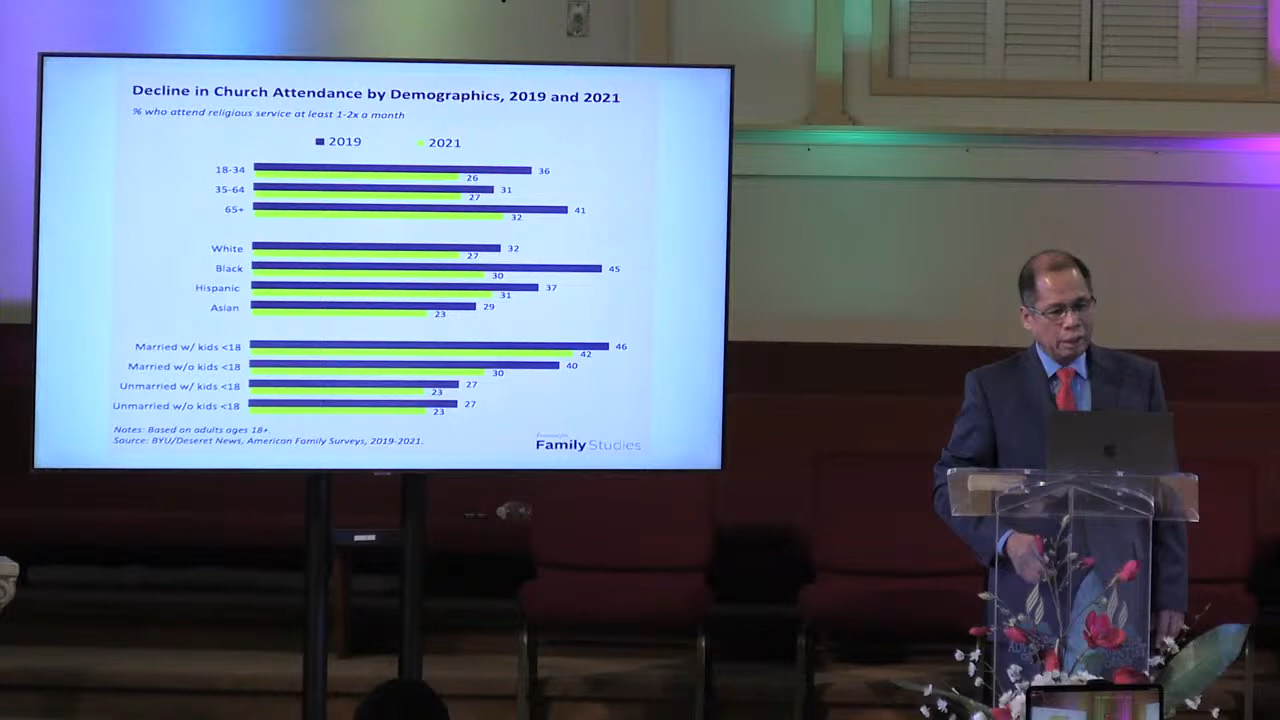 Decline in Church Attendance by Demographics, 2019 and 2021
% who attend religious service at least 1-2x a month
2019 2021
18-34 36
26
35-64 31
27
65+ 41
32
White 32
27
Black 45
30
Hispanic 37
31
Asian 29
23
Married w/ kids <18 46
42
Married w/o kids <18 40
30
Unmarried w/ kids <18 27
23
Unmarried w/o kids <18 27
23
Notes: Based on adults ages 18+.
Source: BYU/Deseret News, American Family Surveys, 2019-2021.
Family Studies